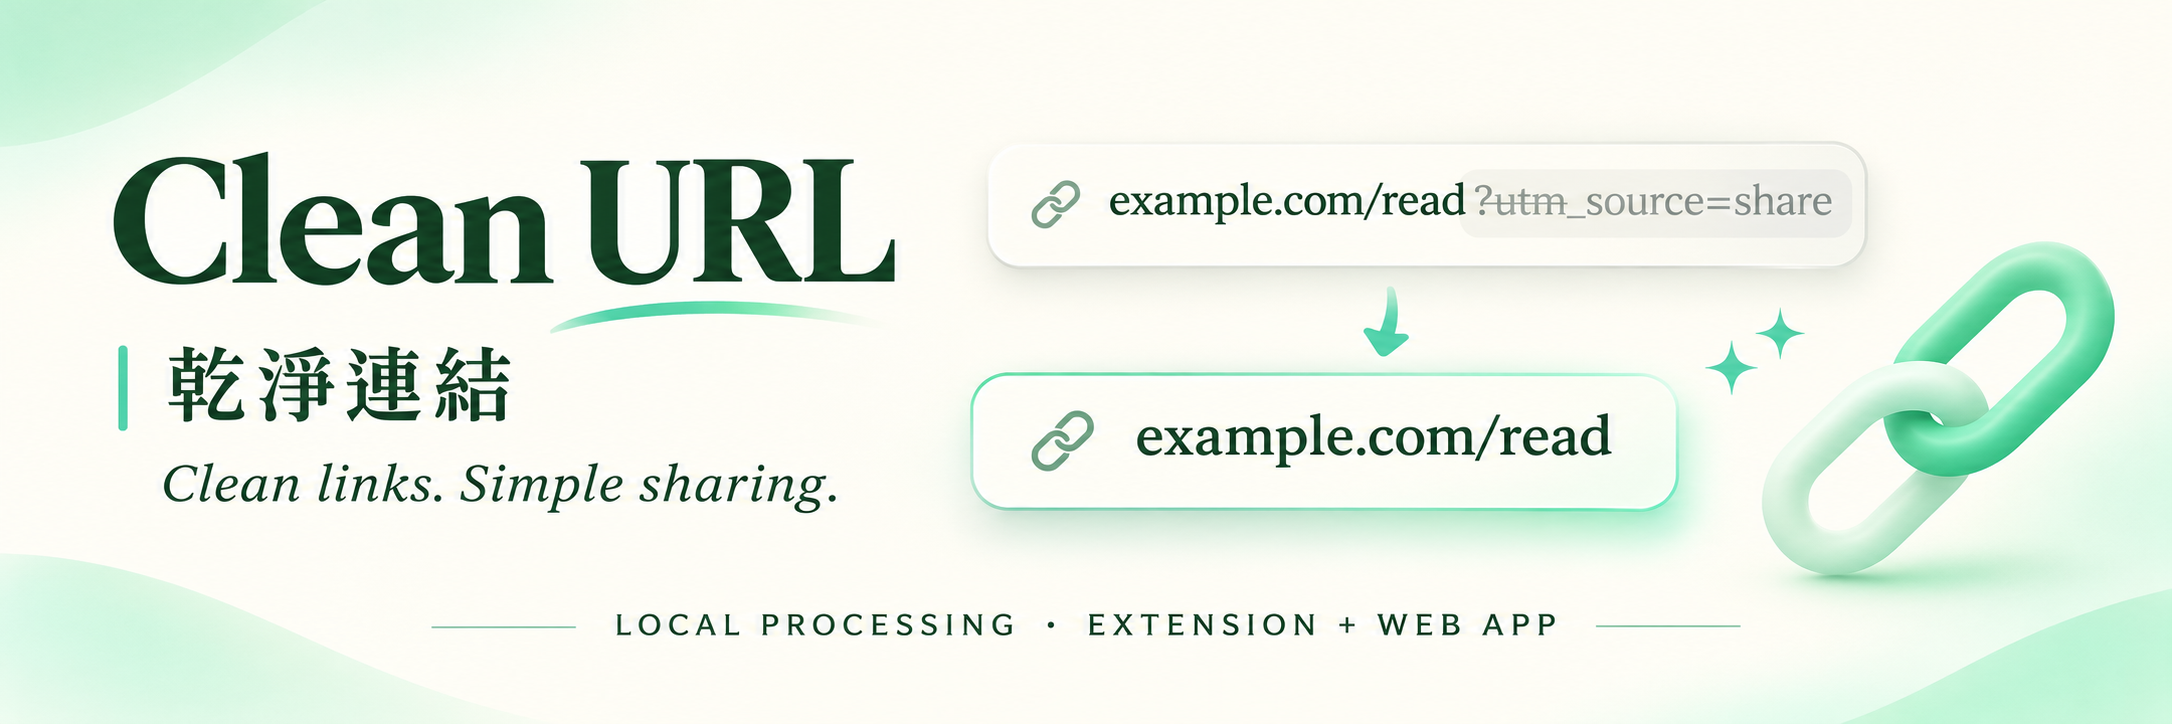 Clean URL
乾淨連結
Clean links. Simple sharing.
example.com/read?utm_source=share
example.com/read
LOCAL PROCESSING • EXTENSION + WEB APP